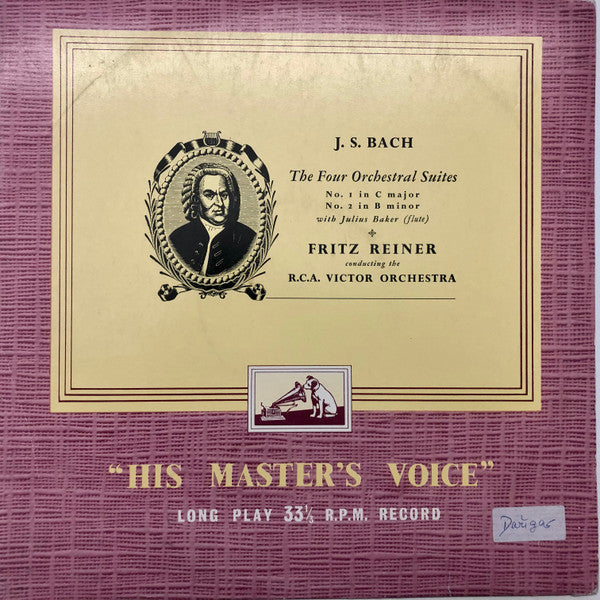 J. S. BACH
The Four Orchestral Suites
No. 1 in C major
No. 2 in B minor
with Julius Baker (flute)
FRITZ REINER
conducting the
R.C.A. VICTOR ORCHESTRA
“HIS MASTER'S VOICE”
LONG PLAY 33⅓ R.P.M. RECORD